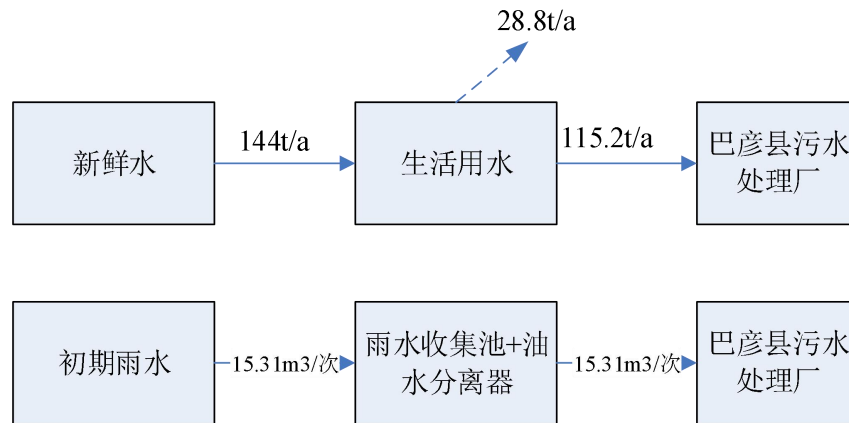 28.8t/a
新鲜水
144t/a
生活用水
115.2t/a
巴彦县污水
处理厂
初期雨水
15.31m3/次
雨水收集池+油
水分离器
15.31m3/次
巴彦县污水
处理厂